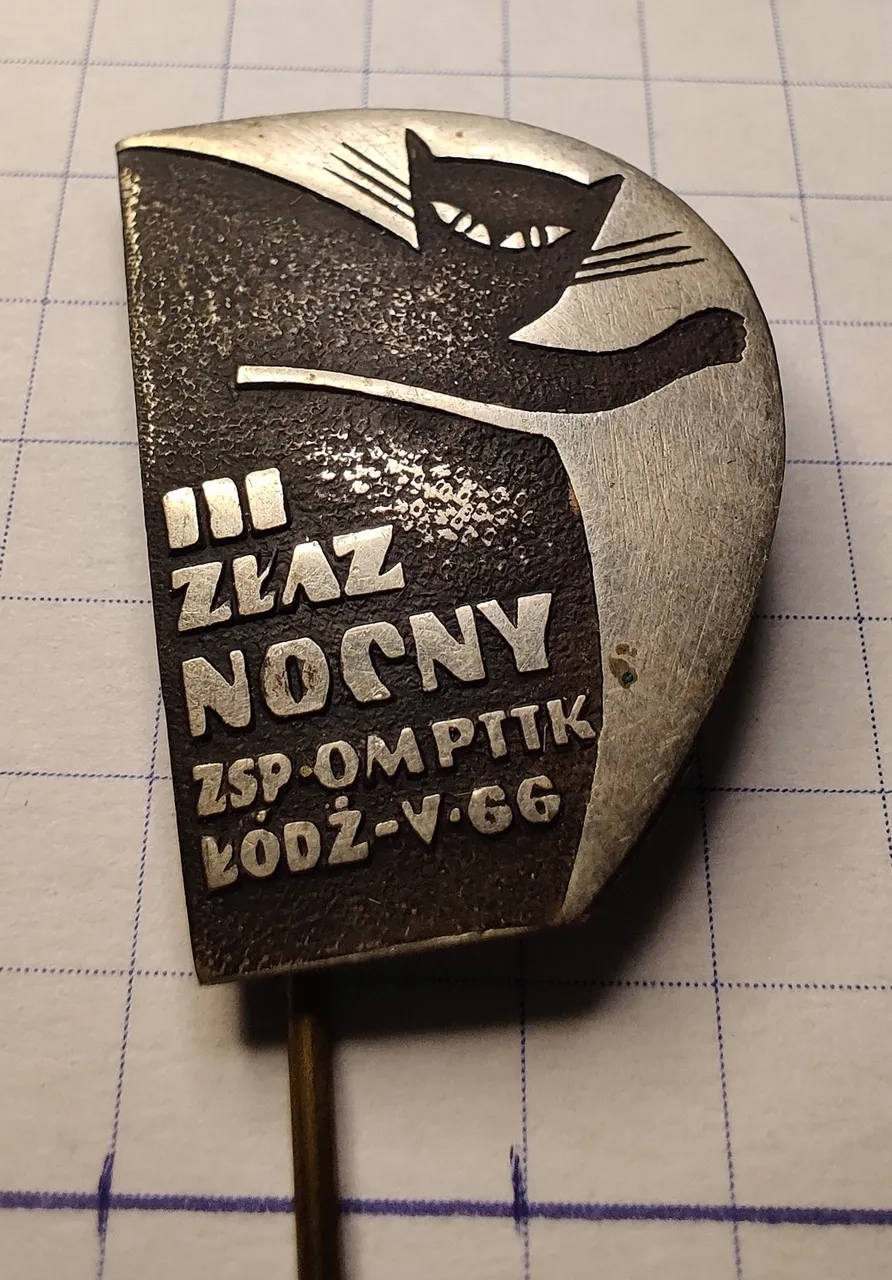 III
ZŁAZ
NOCNY
ZSP·OM PTTK
ŁÓDŹ-V·66